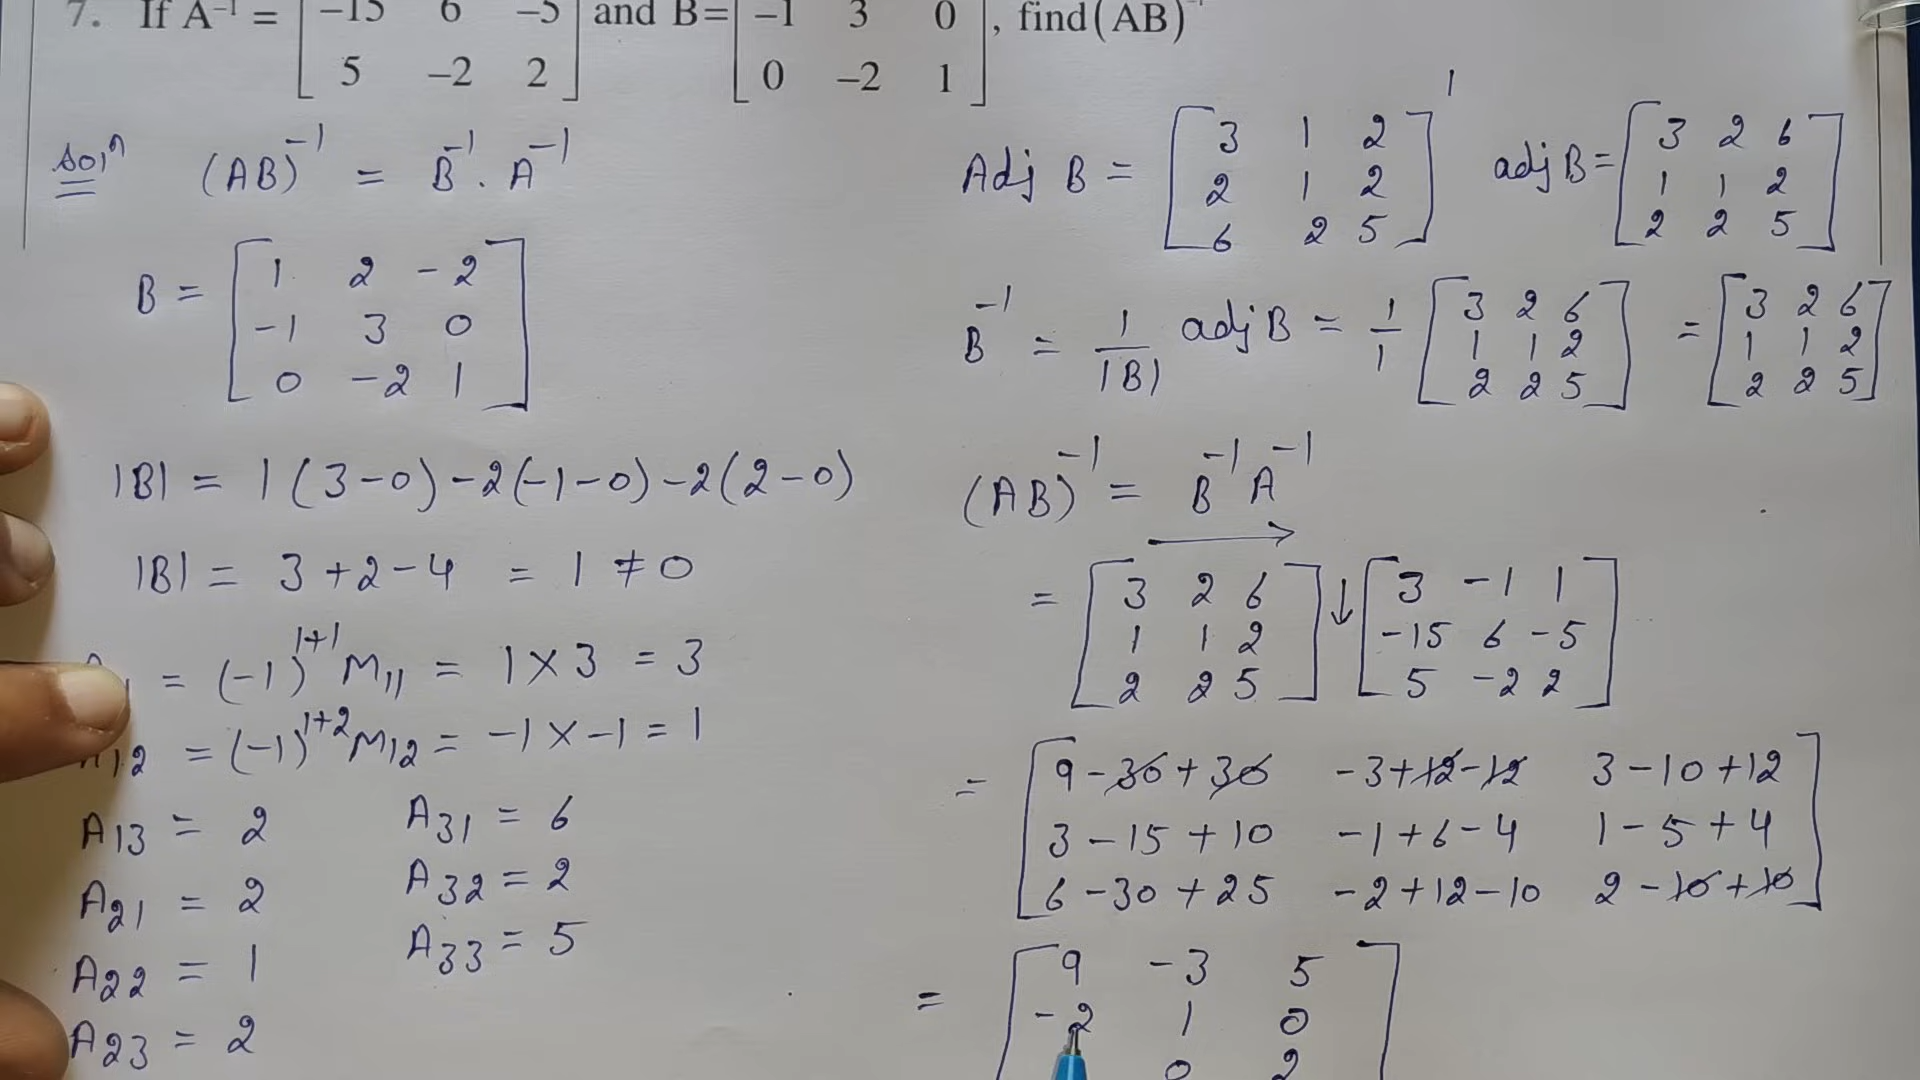 7. If A⁻¹ = [ −15 6 −5 and B= −1 3 0 , find (AB)⁻¹
5 −2 2 ] [ 0 −2 1 ]
Solⁿ (AB)⁻¹ = B⁻¹ . A⁻¹
B = [ 1 2 -2
-1 3 0
0 -2 1 ]
|B| = 1(3-0)-2(-1-0)-2(2-0)
|B| = 3+2-4 = 1 ≠ 0
= (-1)¹⁺¹ M₁₁ = 1×3 = 3
A₁₂ = (-1)¹⁺² M₁₂ = -1×-1 = 1
A₁₃ = 2 A₃₁ = 6
A₂₁ = 2 A₃₂ = 2
A₂₂ = 1 A₃₃ = 5
A₂₃ = 2
Adj B = [ 3 1 2 ]' adj B = [ 3 2 6
2 1 2 1 1 2
6 2 5 2 2 5 ]
B⁻¹ = 1/|B| adj B = 1/1 [ 3 2 6 ] = [ 3 2 6 ]
1 1 2 1 1 2
2 2 5 2 2 5
(AB)⁻¹ = B⁻¹ A⁻¹
→
= [ 3 2 6 ] ↓ [ 3 -1 1 ]
1 1 2 -15 6 -5
2 2 5 5 -2 2
= [ 9-30+30 -3+12-12 3-10+12
3-15+10 -1+6-4 1-5+4
6-30+25 -2+12-10 2-10+10 ]
= [ 9 -3 5
-2 1 0
0 2